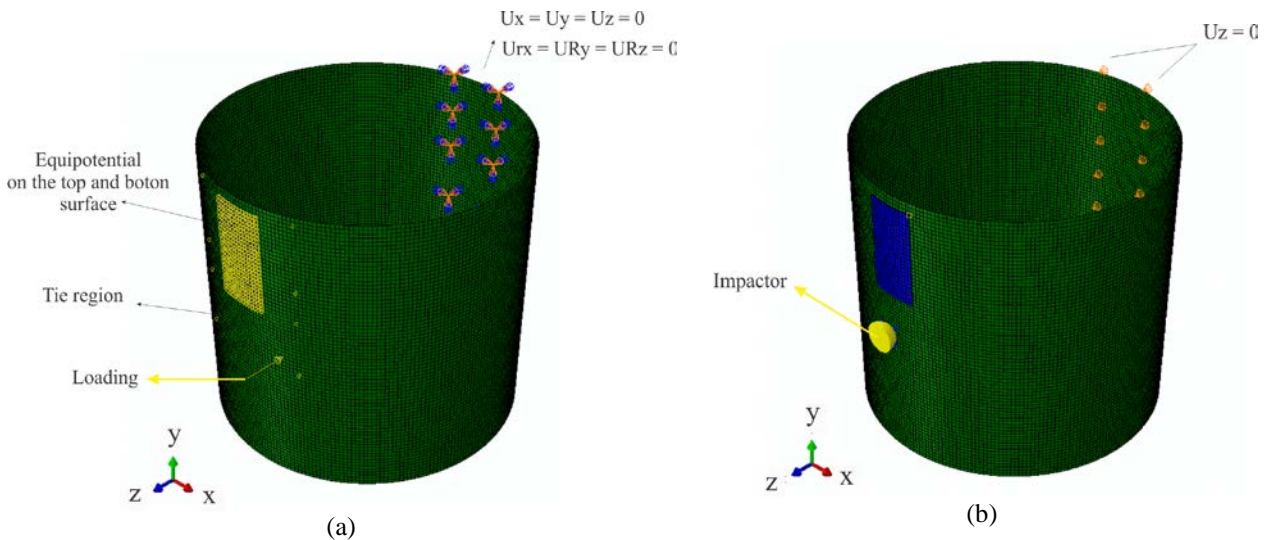 Ux = Uy = Uz = 0
Urx = URy = URz = 0
Equipotential
on the top and boton
surface
Tie region
Loading
y
z
x
(a)
Uz = 0
Impactor
y
z
x
(b)